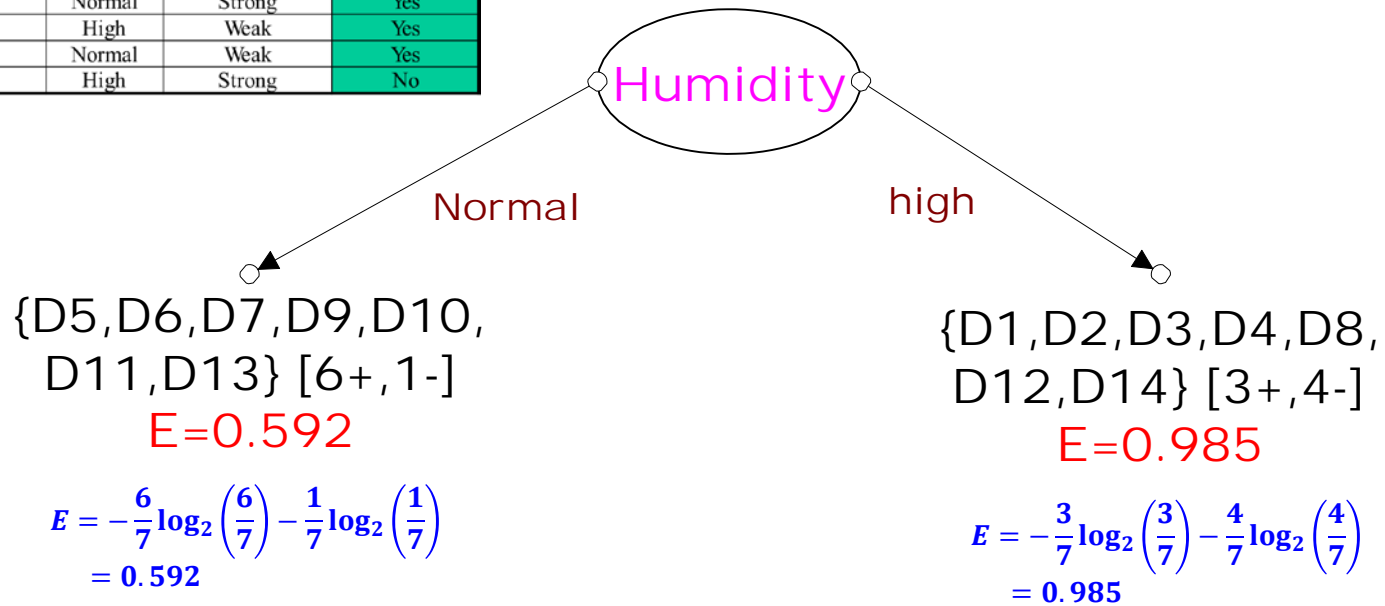 Normal Strong Yes
High Weak Yes
Normal Weak Yes
High Strong No
Humidity
Normal
high
{D5,D6,D7,D9,D10,
D11,D13} [6+,1-]
E=0.592
E = −6/7 log₂(6/7) − 1/7 log₂(1/7)
= 0.592
{D1,D2,D3,D4,D8,
D12,D14} [3+,4-]
E=0.985
E = −3/7 log₂(3/7) − 4/7 log₂(4/7)
= 0.985